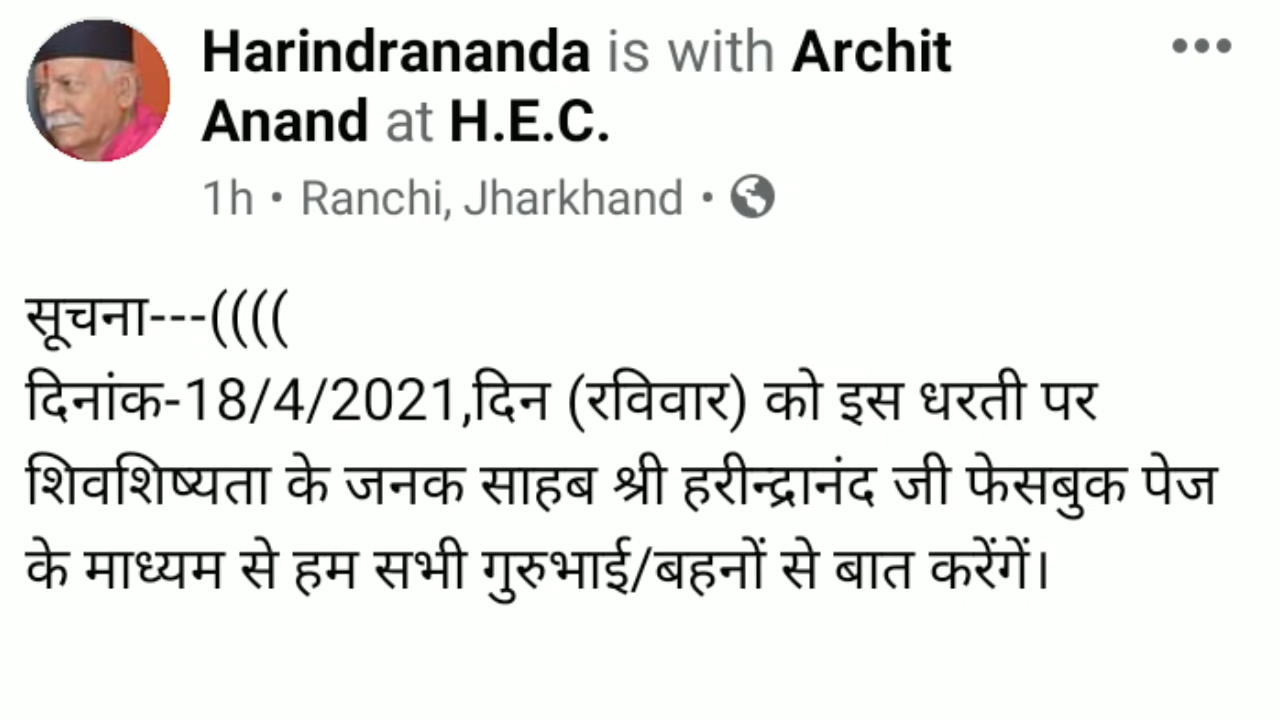 Harindrananda is with Archit
Anand at H.E.C.
1h • Ranchi, Jharkhand •
सूचना---((((
दिनांक-18/4/2021,दिन (रविवार) को इस धरती पर
शिवशिष्यता के जनक साहब श्री हरीन्द्रानंद जी फेसबुक पेज
के माध्यम से हम सभी गुरुभाई/बहनों से बात करेंगें।